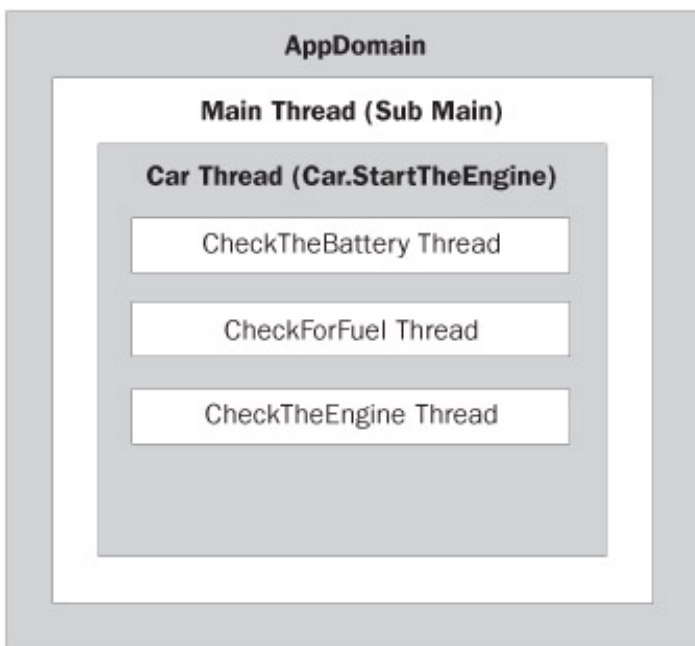 AppDomain
Main Thread (Sub Main)
Car Thread (Car.StartTheEngine)
CheckTheBattery Thread
CheckForFuel Thread
CheckTheEngine Thread